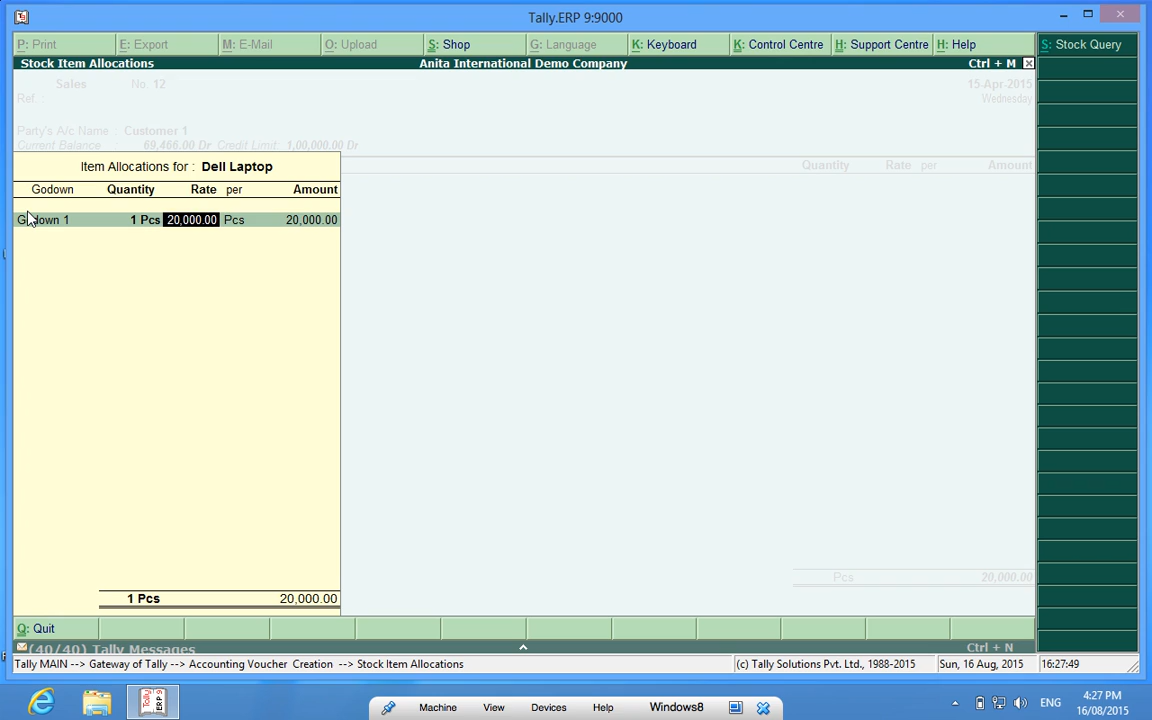 Tally.ERP 9:9000
P: Print E: Export M: E-Mail O: Upload S: Shop G: Language K: Keyboard K: Control Centre H: Support Centre H: Help S: Stock Query
Stock Item Allocations Anita International Demo Company Ctrl + M
Sales No. 12 15-Apr-2015
Ref. : Wednesday
Party's A/c Name : Customer 1
Current Balance : 69,466.00 Dr Credit Limit: 1,00,000.00 Dr
Quantity Rate per Amount
Item Allocations for : Dell Laptop
Godown Quantity Rate per Amount
Godown 1 1 Pcs 20,000.00 Pcs 20,000.00
Pcs 20,000.00
1 Pcs 20,000.00
Q: Quit
(40/40) Tally Messages Ctrl + N
Tally MAIN --> Gateway of Tally --> Accounting Voucher Creation --> Stock Item Allocations (c) Tally Solutions Pvt. Ltd., 1988-2015 Sun, 16 Aug, 2015 16:27:49
Machine View Devices Help Windows8
ENG
4:27 PM
16/08/2015